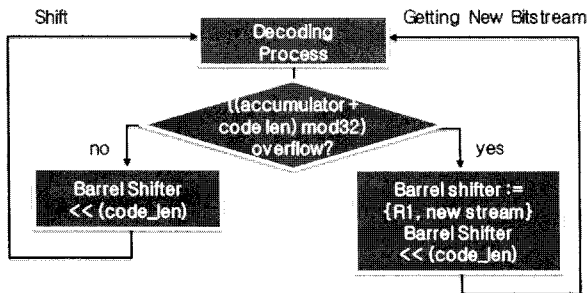 Shift
Getting New Bitstream
Decoding
Process
((accumulator +
code len) mod32)
overflow?
no
yes
Barrel Shifter
<< (code_len)
Barrel shifter :=
{R1, new stream}
Barrel Shifter
<< (code_len)